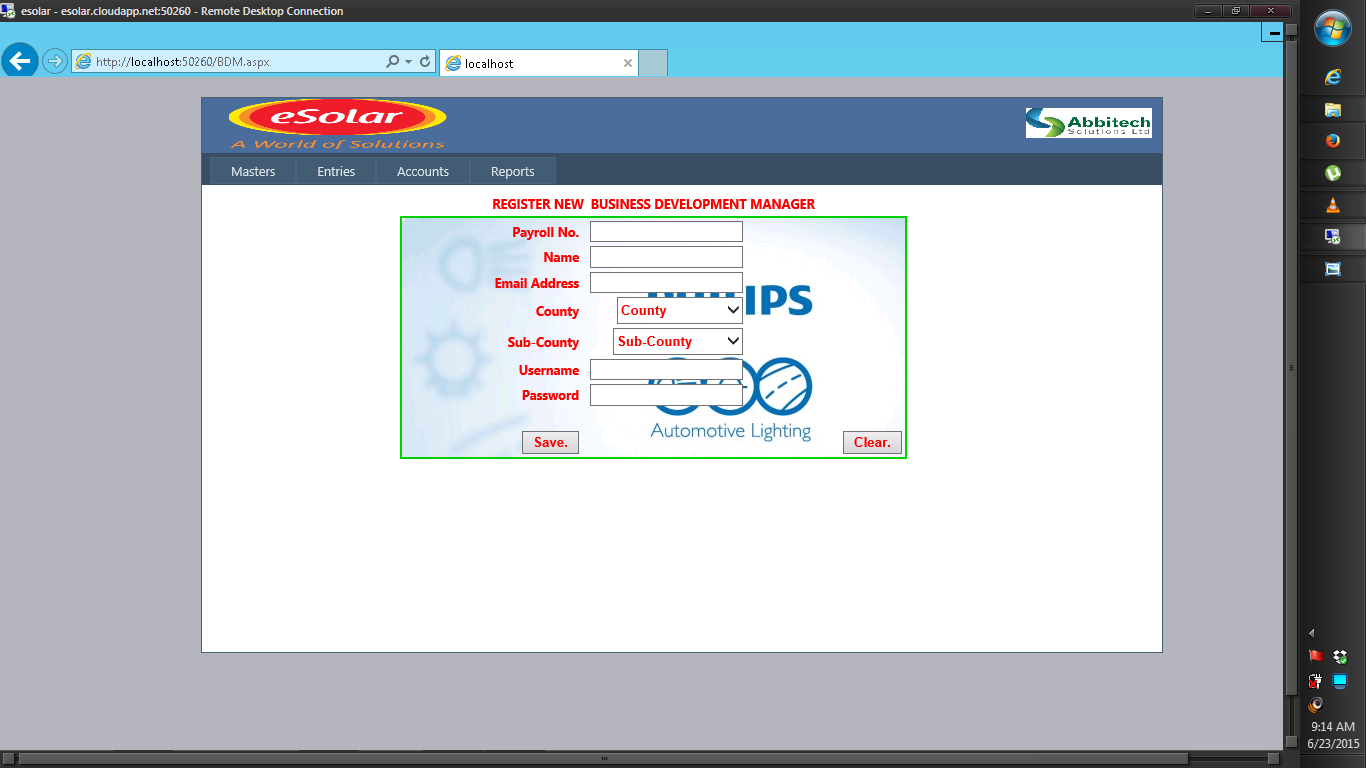 esolar - esolar.cloudapp.net:50260 - Remote Desktop Connection
http://localhost:50260/BDM.aspx
localhost
eSolar
A World of Solutions
Abbitech
Solutions Ltd
Masters Entries Accounts Reports
REGISTER NEW BUSINESS DEVELOPMENT MANAGER
Payroll No.
Name
Email Address
PHILIPS
County County
Sub-County Sub-County
Username
Password
Automotive Lighting
Save. Clear.
9:14 AM
6/23/2015